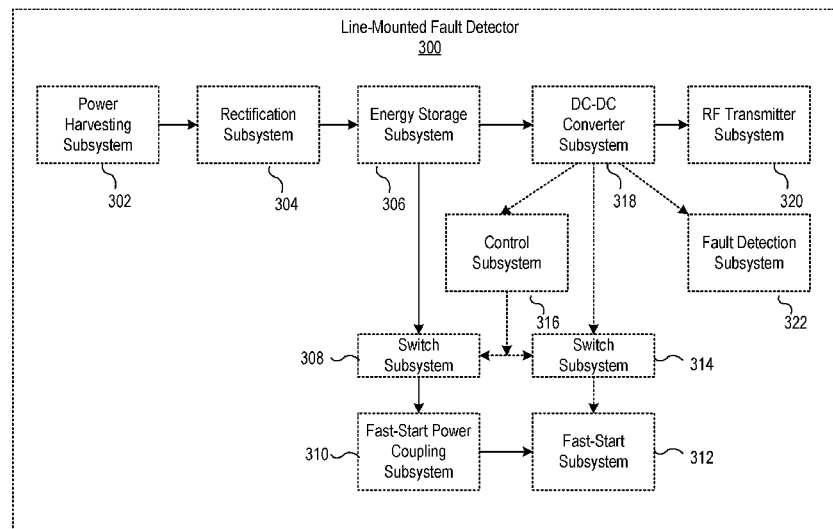 Line-Mounted Fault Detector
300
Power
Harvesting
Subsystem
302
Rectification
Subsystem
304
Energy Storage
Subsystem
306
DC-DC
Converter
Subsystem
318
RF Transmitter
Subsystem
320
Control
Subsystem
316
Fault Detection
Subsystem
322
308
Switch
Subsystem
Switch
Subsystem
314
310
Fast-Start Power
Coupling
Subsystem
Fast-Start
Subsystem
312